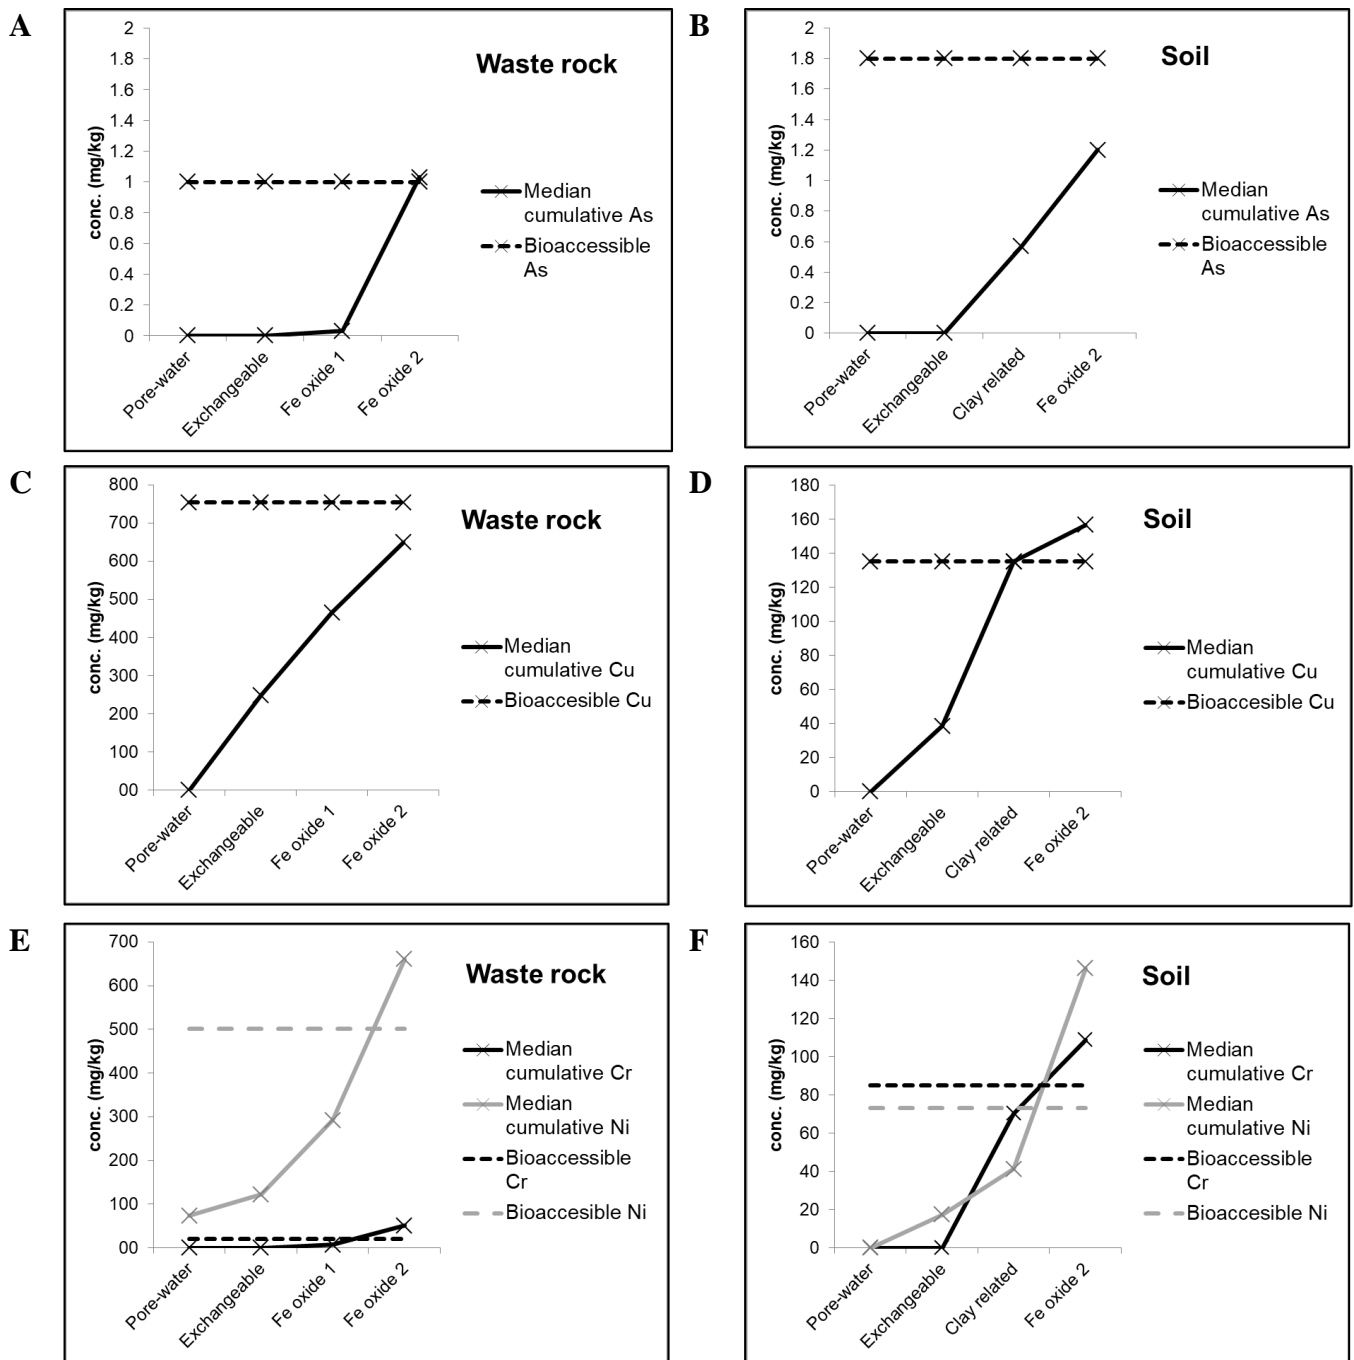 A
2
1.8
1.6
1.4
1.2
1
0.8
0.6
0.4
0.2
0
conc. (mg/kg)
Waste rock
Median
cumulative As
Bioaccessible
As
Pore-water
Exchangeable
Fe oxide 1
Fe oxide 2
B
2
1.8
1.6
1.4
1.2
1
0.8
0.6
0.4
0.2
0
conc. (mg/kg)
Soil
Median
cumulative As
Bioaccessible
As
Pore-water
Exchangeable
Clay related
Fe oxide 2
C
800
700
600
500
400
300
200
100
00
conc. (mg/kg)
Waste rock
Median
cumulative Cu
Bioaccesible Cu
Pore-water
Exchangeable
Fe oxide 1
Fe oxide 2
D
180
160
140
120
100
80
60
40
20
0
conc. (mg/kg)
Soil
Median
cumulative Cu
Bioaccesible Cu
Pore-water
Exchangeable
Clay related
Fe oxide 2
E
700
600
500
400
300
200
100
00
conc. (mg/kg)
Waste rock
Median
cumulative Cr
Median
cumulative Ni
Bioaccessible
Cr
Bioaccesible Ni
Pore-water
Exchangeable
Fe oxide 1
Fe oxide 2
F
160
140
120
100
80
60
40
20
0
conc. (mg/kg)
Soil
Median
cumulative Cr
Median
cumulative Ni
Bioaccessible
Cr
Bioaccesible Ni
Pore-water
Exchangeable
Clay related
Fe oxide 2